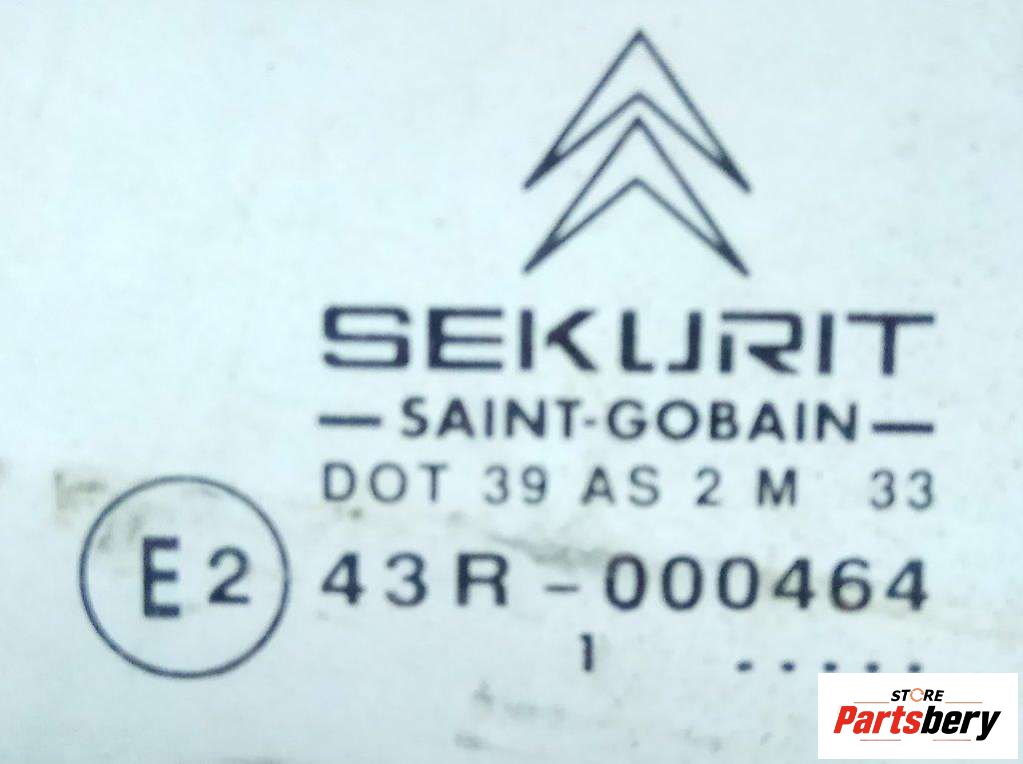 SEKURIT
— SAINT-GOBAIN —
DOT 39 AS 2 M 33
E2 43R - 000464
1 .....
STORE
Partsbery